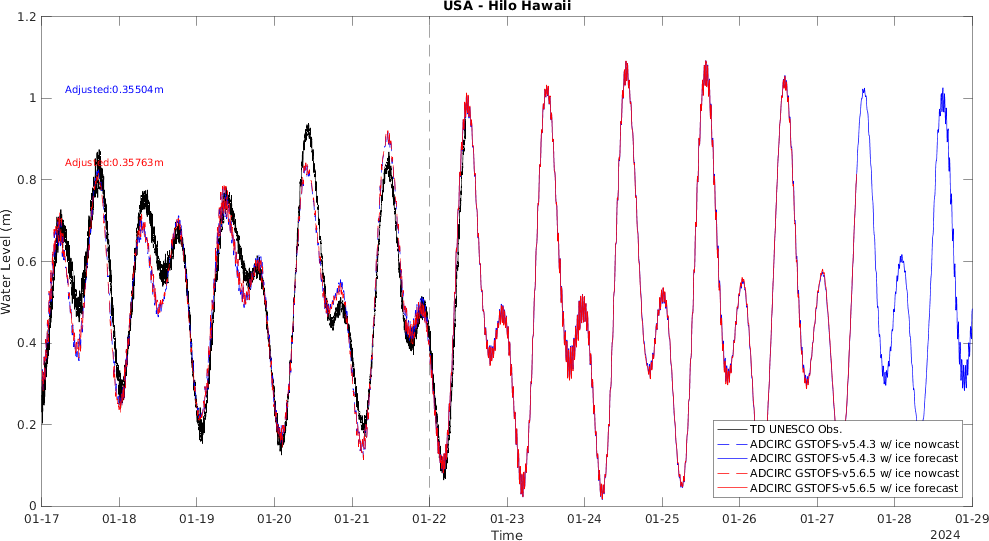 USA - Hilo Hawaii
1.2
1
0.8
0.6
0.4
0.2
0
Water Level (m)
Adjusted:0.35504m
Adjusted:0.35763m
TD UNESCO Obs.
ADCIRC GSTOFS-v5.4.3 w/ ice nowcast
ADCIRC GSTOFS-v5.4.3 w/ ice forecast
ADCIRC GSTOFS-v5.6.5 w/ ice nowcast
ADCIRC GSTOFS-v5.6.5 w/ ice forecast
01-17 01-18 01-19 01-20 01-21 01-22 01-23 01-24 01-25 01-26 01-27 01-28 01-29
Time
2024